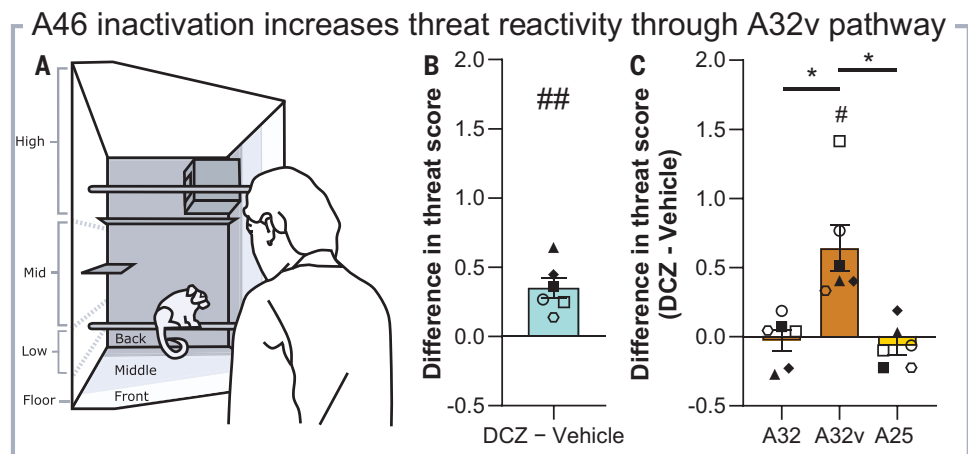 A46 inactivation increases threat reactivity through A32v pathway
A
High
Mid
Low
Floor
Back
Middle
Front
B
Difference in threat score
2.0
1.5
1.0
0.5
0.0
-0.5
##
DCZ – Vehicle
C
Difference in threat score
(DCZ - Vehicle)
2.0
1.5
1.0
0.5
0.0
-0.5
*
*
#
A32 A32v A25